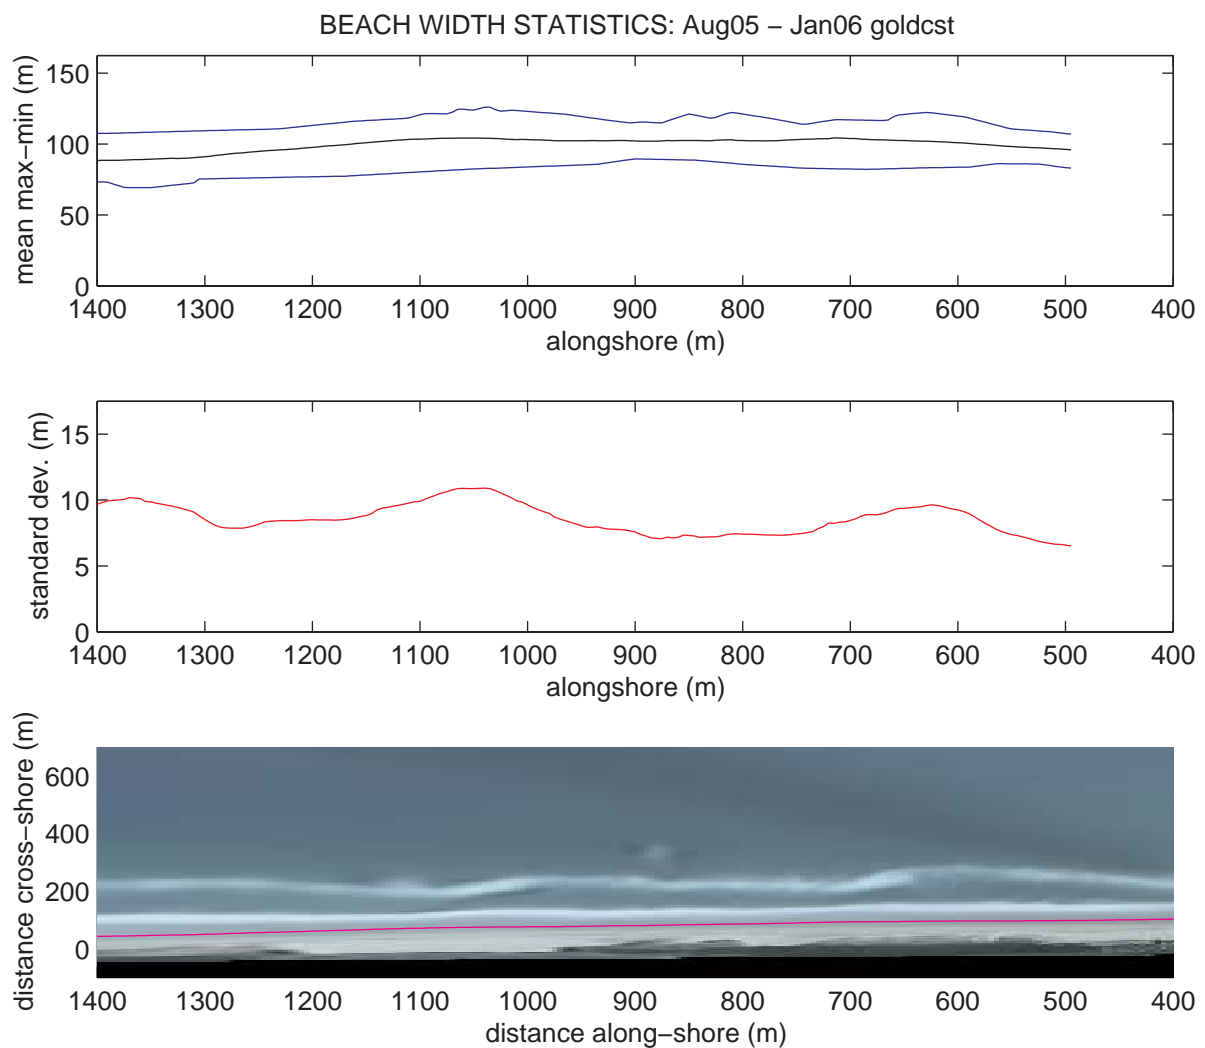 BEACH WIDTH STATISTICS: Aug05 − Jan06 goldcst
mean max−min (m)
150
100
50
0
1400 1300 1200 1100 1000 900 800 700 600 500 400
alongshore (m)
standard dev. (m)
15
10
5
0
1400 1300 1200 1100 1000 900 800 700 600 500 400
alongshore (m)
distance cross−shore (m)
600
400
200
0
1400 1300 1200 1100 1000 900 800 700 600 500 400
distance along−shore (m)